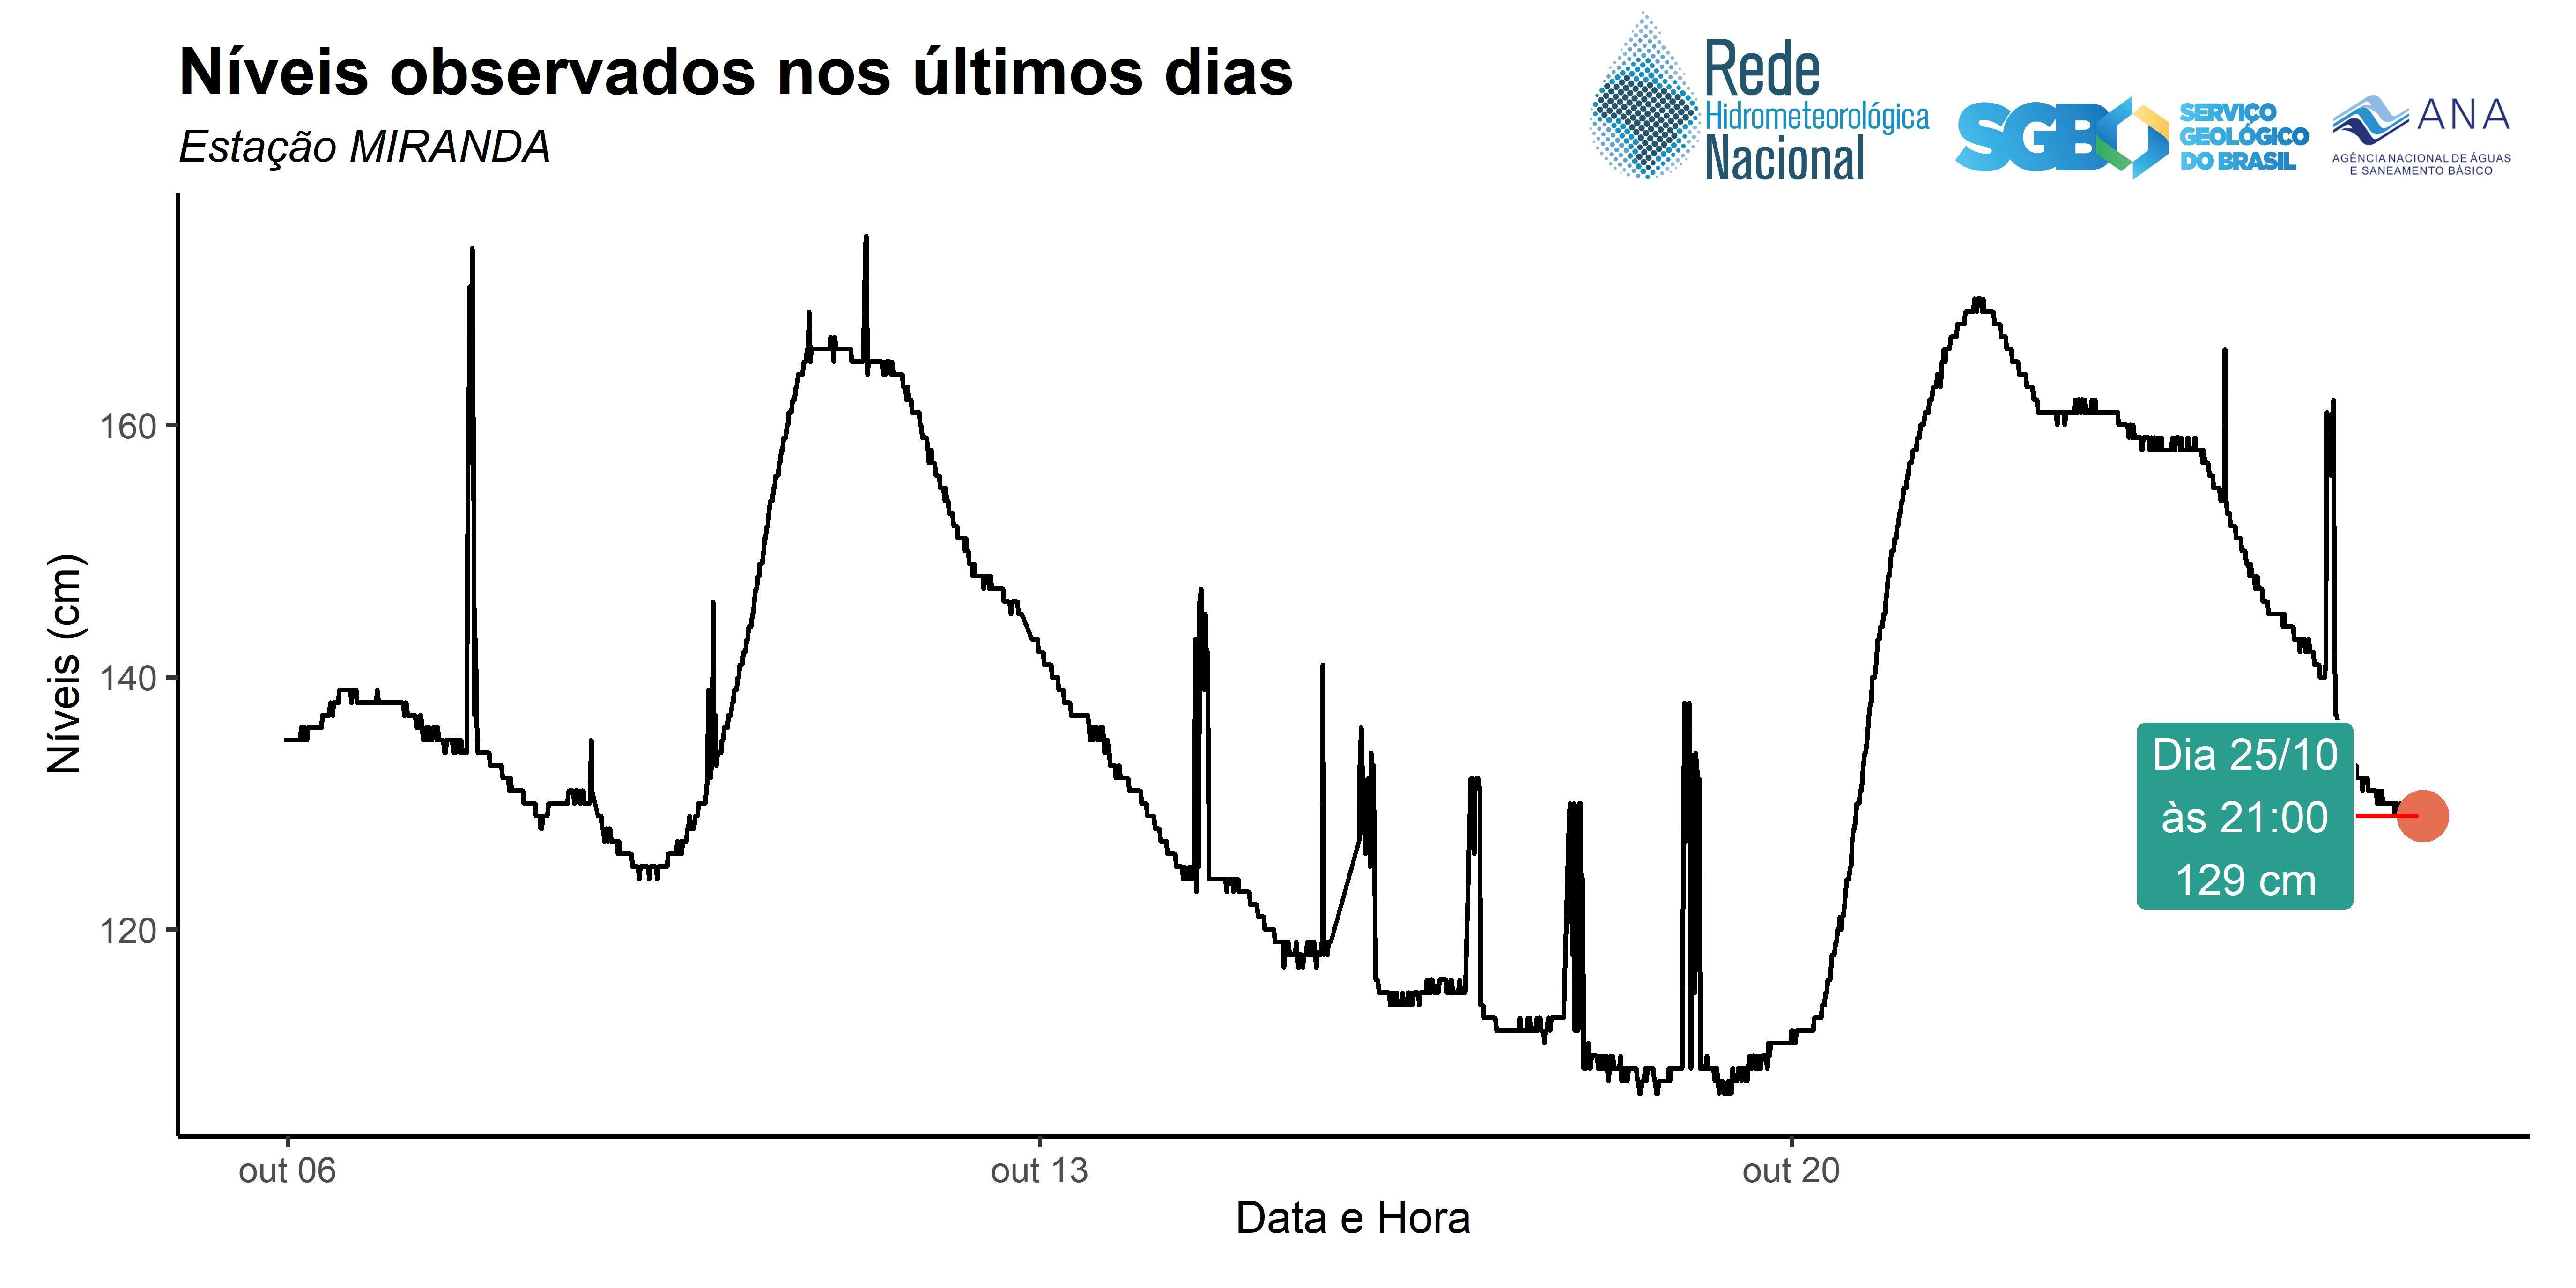 Níveis observados nos últimos dias
Estação MIRANDA
Rede
Hidrometeorológica
Nacional
SGB
SERVIÇO
GEOLÓGICO
DO BRASIL
ANA
AGÊNCIA NACIONAL DE ÁGUAS
E SANEAMENTO BÁSICO
Níveis (cm)
160
140
120
Dia 25/10
às 21:00
129 cm
out 06
out 13
out 20
Data e Hora